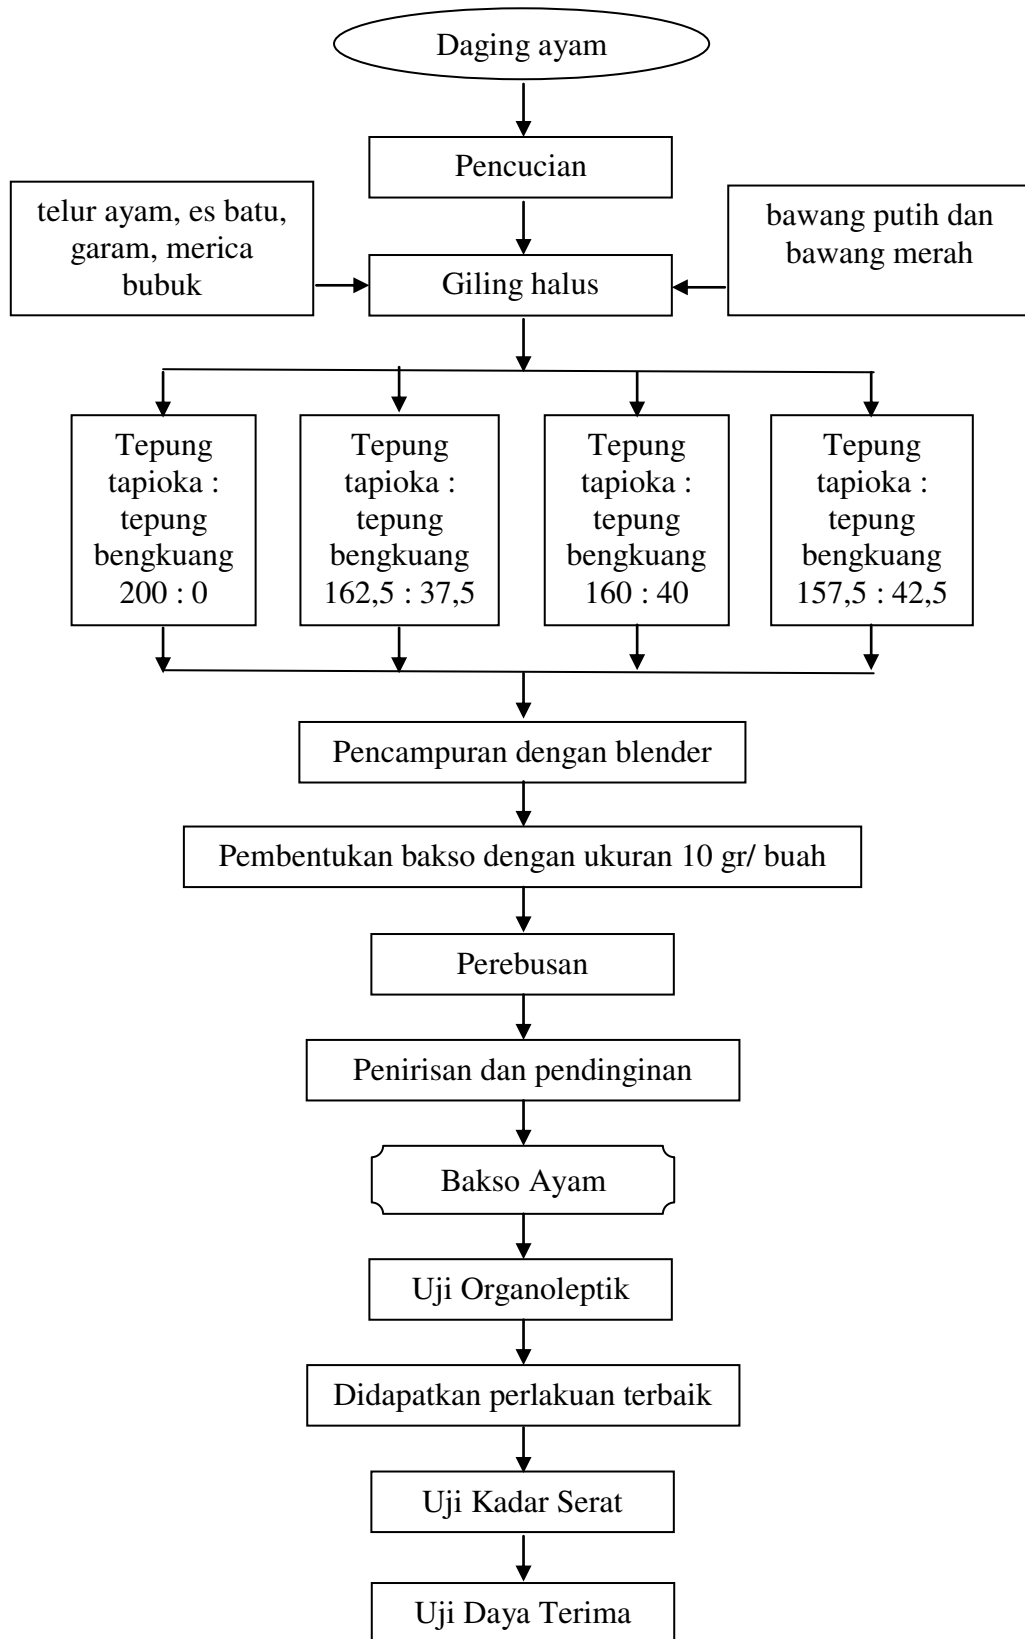 Daging ayam
Pencucian
telur ayam, es batu,
garam, merica
bubuk
Giling halus
bawang putih dan
bawang merah
Tepung
tapioka :
tepung
bengkuang
200 : 0
Tepung
tapioka :
tepung
bengkuang
162,5 : 37,5
Tepung
tapioka :
tepung
bengkuang
160 : 40
Tepung
tapioka :
tepung
bengkuang
157,5 : 42,5
Pencampuran dengan blender
Pembentukan bakso dengan ukuran 10 gr/ buah
Perebusan
Penirisan dan pendinginan
Bakso Ayam
Uji Organoleptik
Didapatkan perlakuan terbaik
Uji Kadar Serat
Uji Daya Terima